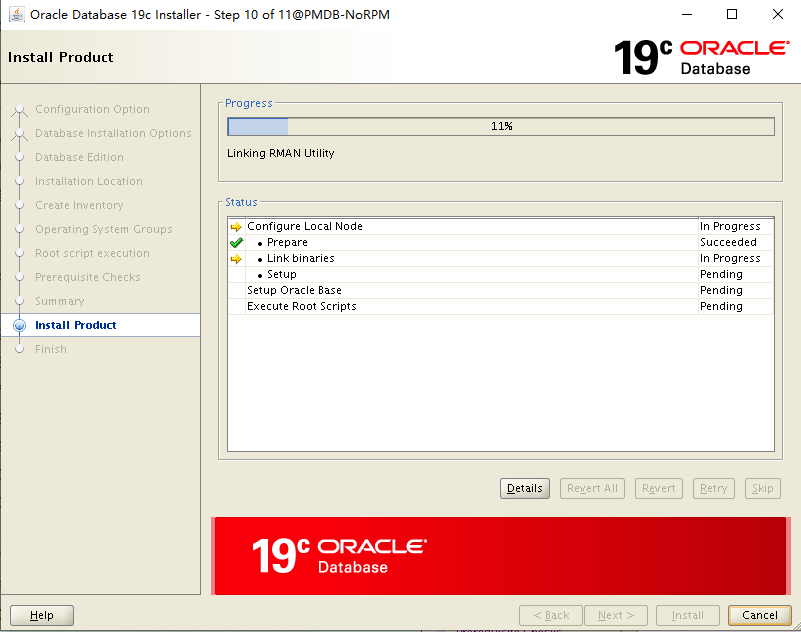 Oracle Database 19c Installer - Step 10 of 11@PMDB-NoRPM
Install Product
19c ORACLE
Database
Configuration Option
Database Installation Options
Database Edition
Installation Location
Create Inventory
Operating System Groups
Root script execution
Prerequisite Checks
Summary
Install Product
Finish
Progress
11%
Linking RMAN Utility
Status
Configure Local Node In Progress
• Prepare Succeeded
• Link binaries In Progress
• Setup Pending
Setup Oracle Base Pending
Execute Root Scripts Pending
Details Revert All Revert Retry Skip
19c ORACLE
Database
Help < Back Next > Install Cancel